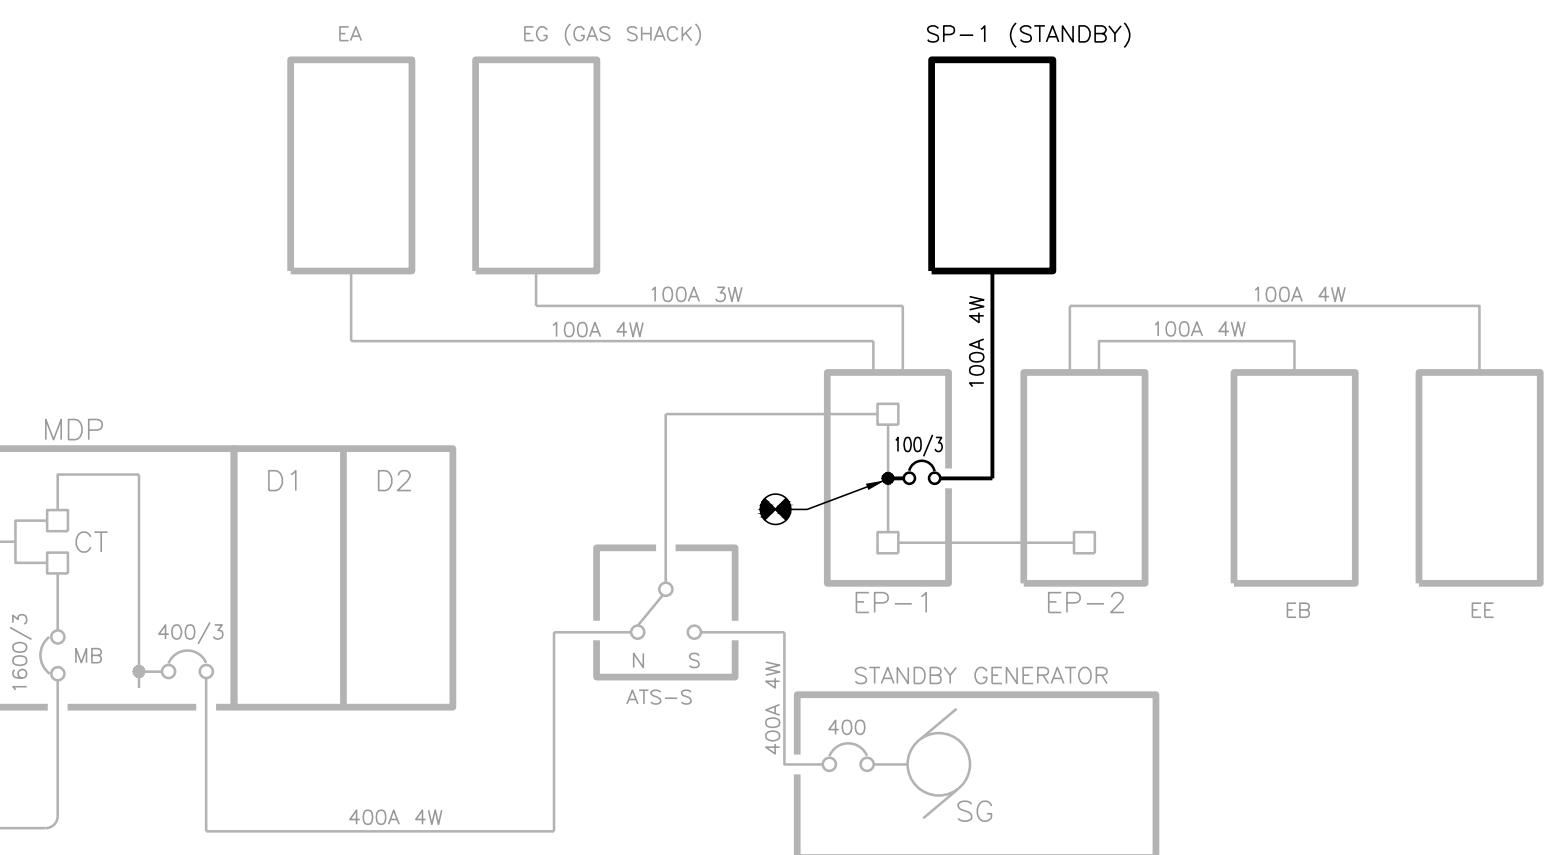 EA
EG (GAS SHACK)
SP-1 (STANDBY)
100A 3W
100A 4W
100A 4W
100A 4W
100A 4W
MDP
D1
D2
100/3
CT
1600/3
MB
400/3
N
S
ATS-S
EP-1
EP-2
EB
EE
400A 4W
STANDBY GENERATOR
400
SG
400A 4W